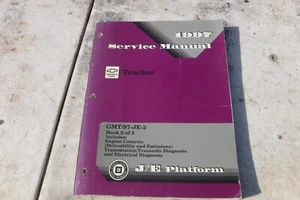 1997
Service Manual
Tracker
GMT/97-JE-2
Book 2 of 3
Includes:
Engine Controls
(Driveability and Emissions)
Transmission/Transaxle Diagnosis
and Electrical Diagnosis
J/E Platform